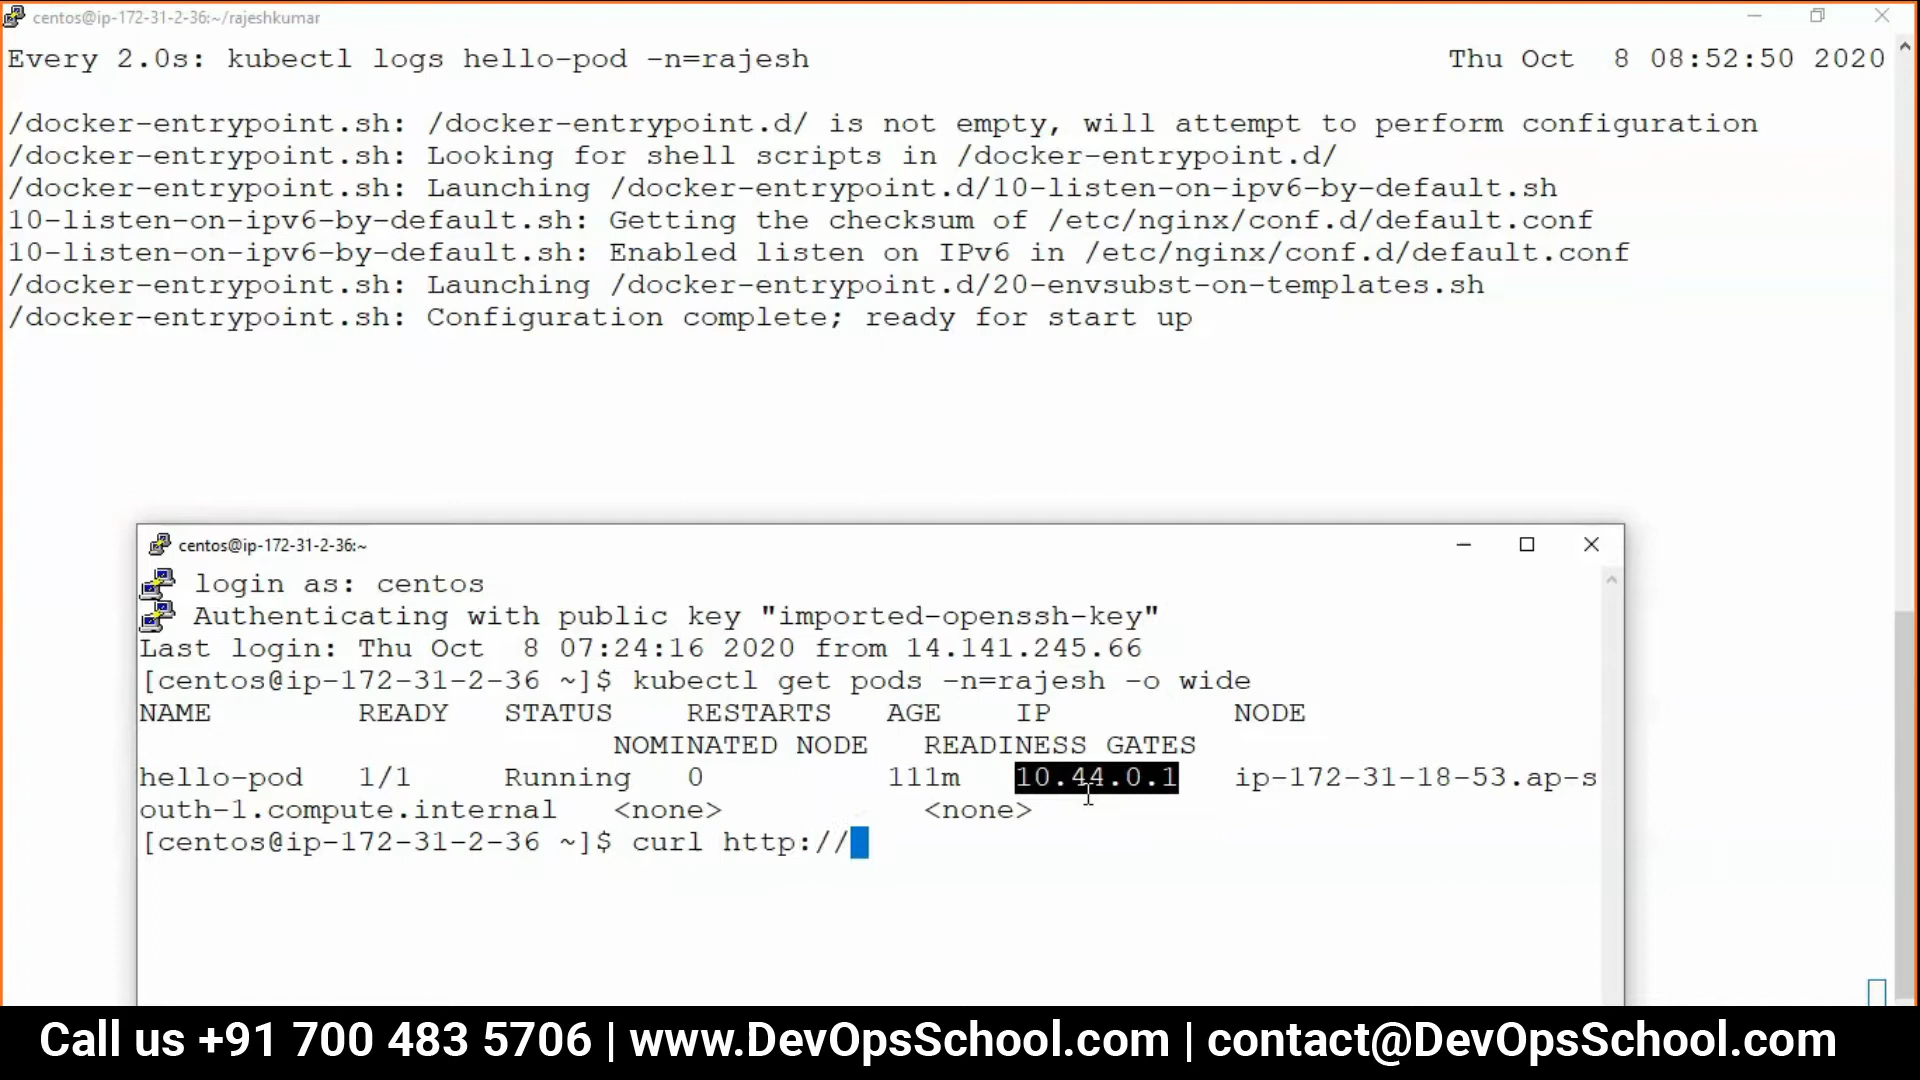 centos@ip-172-31-2-36:~/rajeshkumar
Every 2.0s: kubectl logs hello-pod -n=rajesh Thu Oct 8 08:52:50 2020
/docker-entrypoint.sh: /docker-entrypoint.d/ is not empty, will attempt to perform configuration
/docker-entrypoint.sh: Looking for shell scripts in /docker-entrypoint.d/
/docker-entrypoint.sh: Launching /docker-entrypoint.d/10-listen-on-ipv6-by-default.sh
10-listen-on-ipv6-by-default.sh: Getting the checksum of /etc/nginx/conf.d/default.conf
10-listen-on-ipv6-by-default.sh: Enabled listen on IPv6 in /etc/nginx/conf.d/default.conf
/docker-entrypoint.sh: Launching /docker-entrypoint.d/20-envsubst-on-templates.sh
/docker-entrypoint.sh: Configuration complete; ready for start up
centos@ip-172-31-2-36:~
login as: centos
Authenticating with public key "imported-openssh-key"
Last login: Thu Oct 8 07:24:16 2020 from 14.141.245.66
[centos@ip-172-31-2-36 ~]$ kubectl get pods -n=rajesh -o wide
NAME READY STATUS RESTARTS AGE IP NODE
NOMINATED NODE READINESS GATES
hello-pod 1/1 Running 0 111m 10.44.0.1 ip-172-31-18-53.ap-s
outh-1.compute.internal <none> <none>
[centos@ip-172-31-2-36 ~]$ curl http://
Call us +91 700 483 5706 | www.DevOpsSchool.com | contact@DevOpsSchool.com